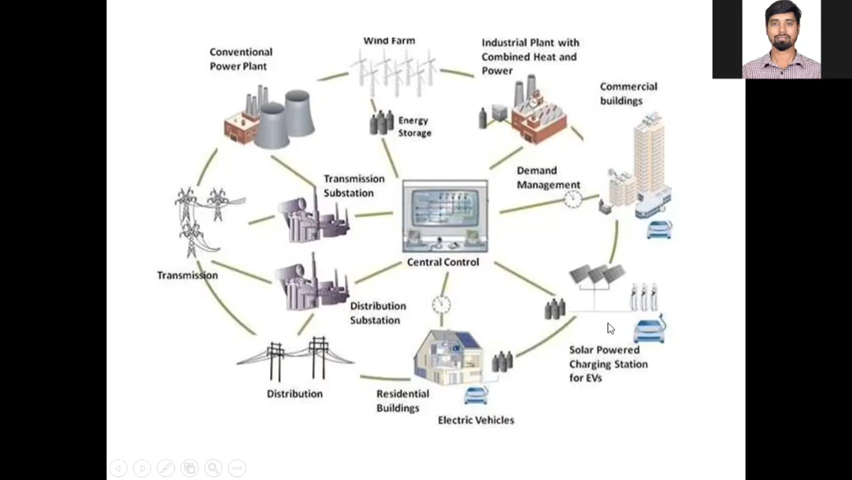 Wind Farm
Conventional
Power Plant
Industrial Plant with
Combined Heat and
Power
Commercial
buildings
Energy
Storage
Transmission
Substation
Demand
Management
Transmission
Central Control
Distribution
Substation
Solar Powered
Charging Station
for EVs
Distribution
Residential
Buildings
Electric Vehicles